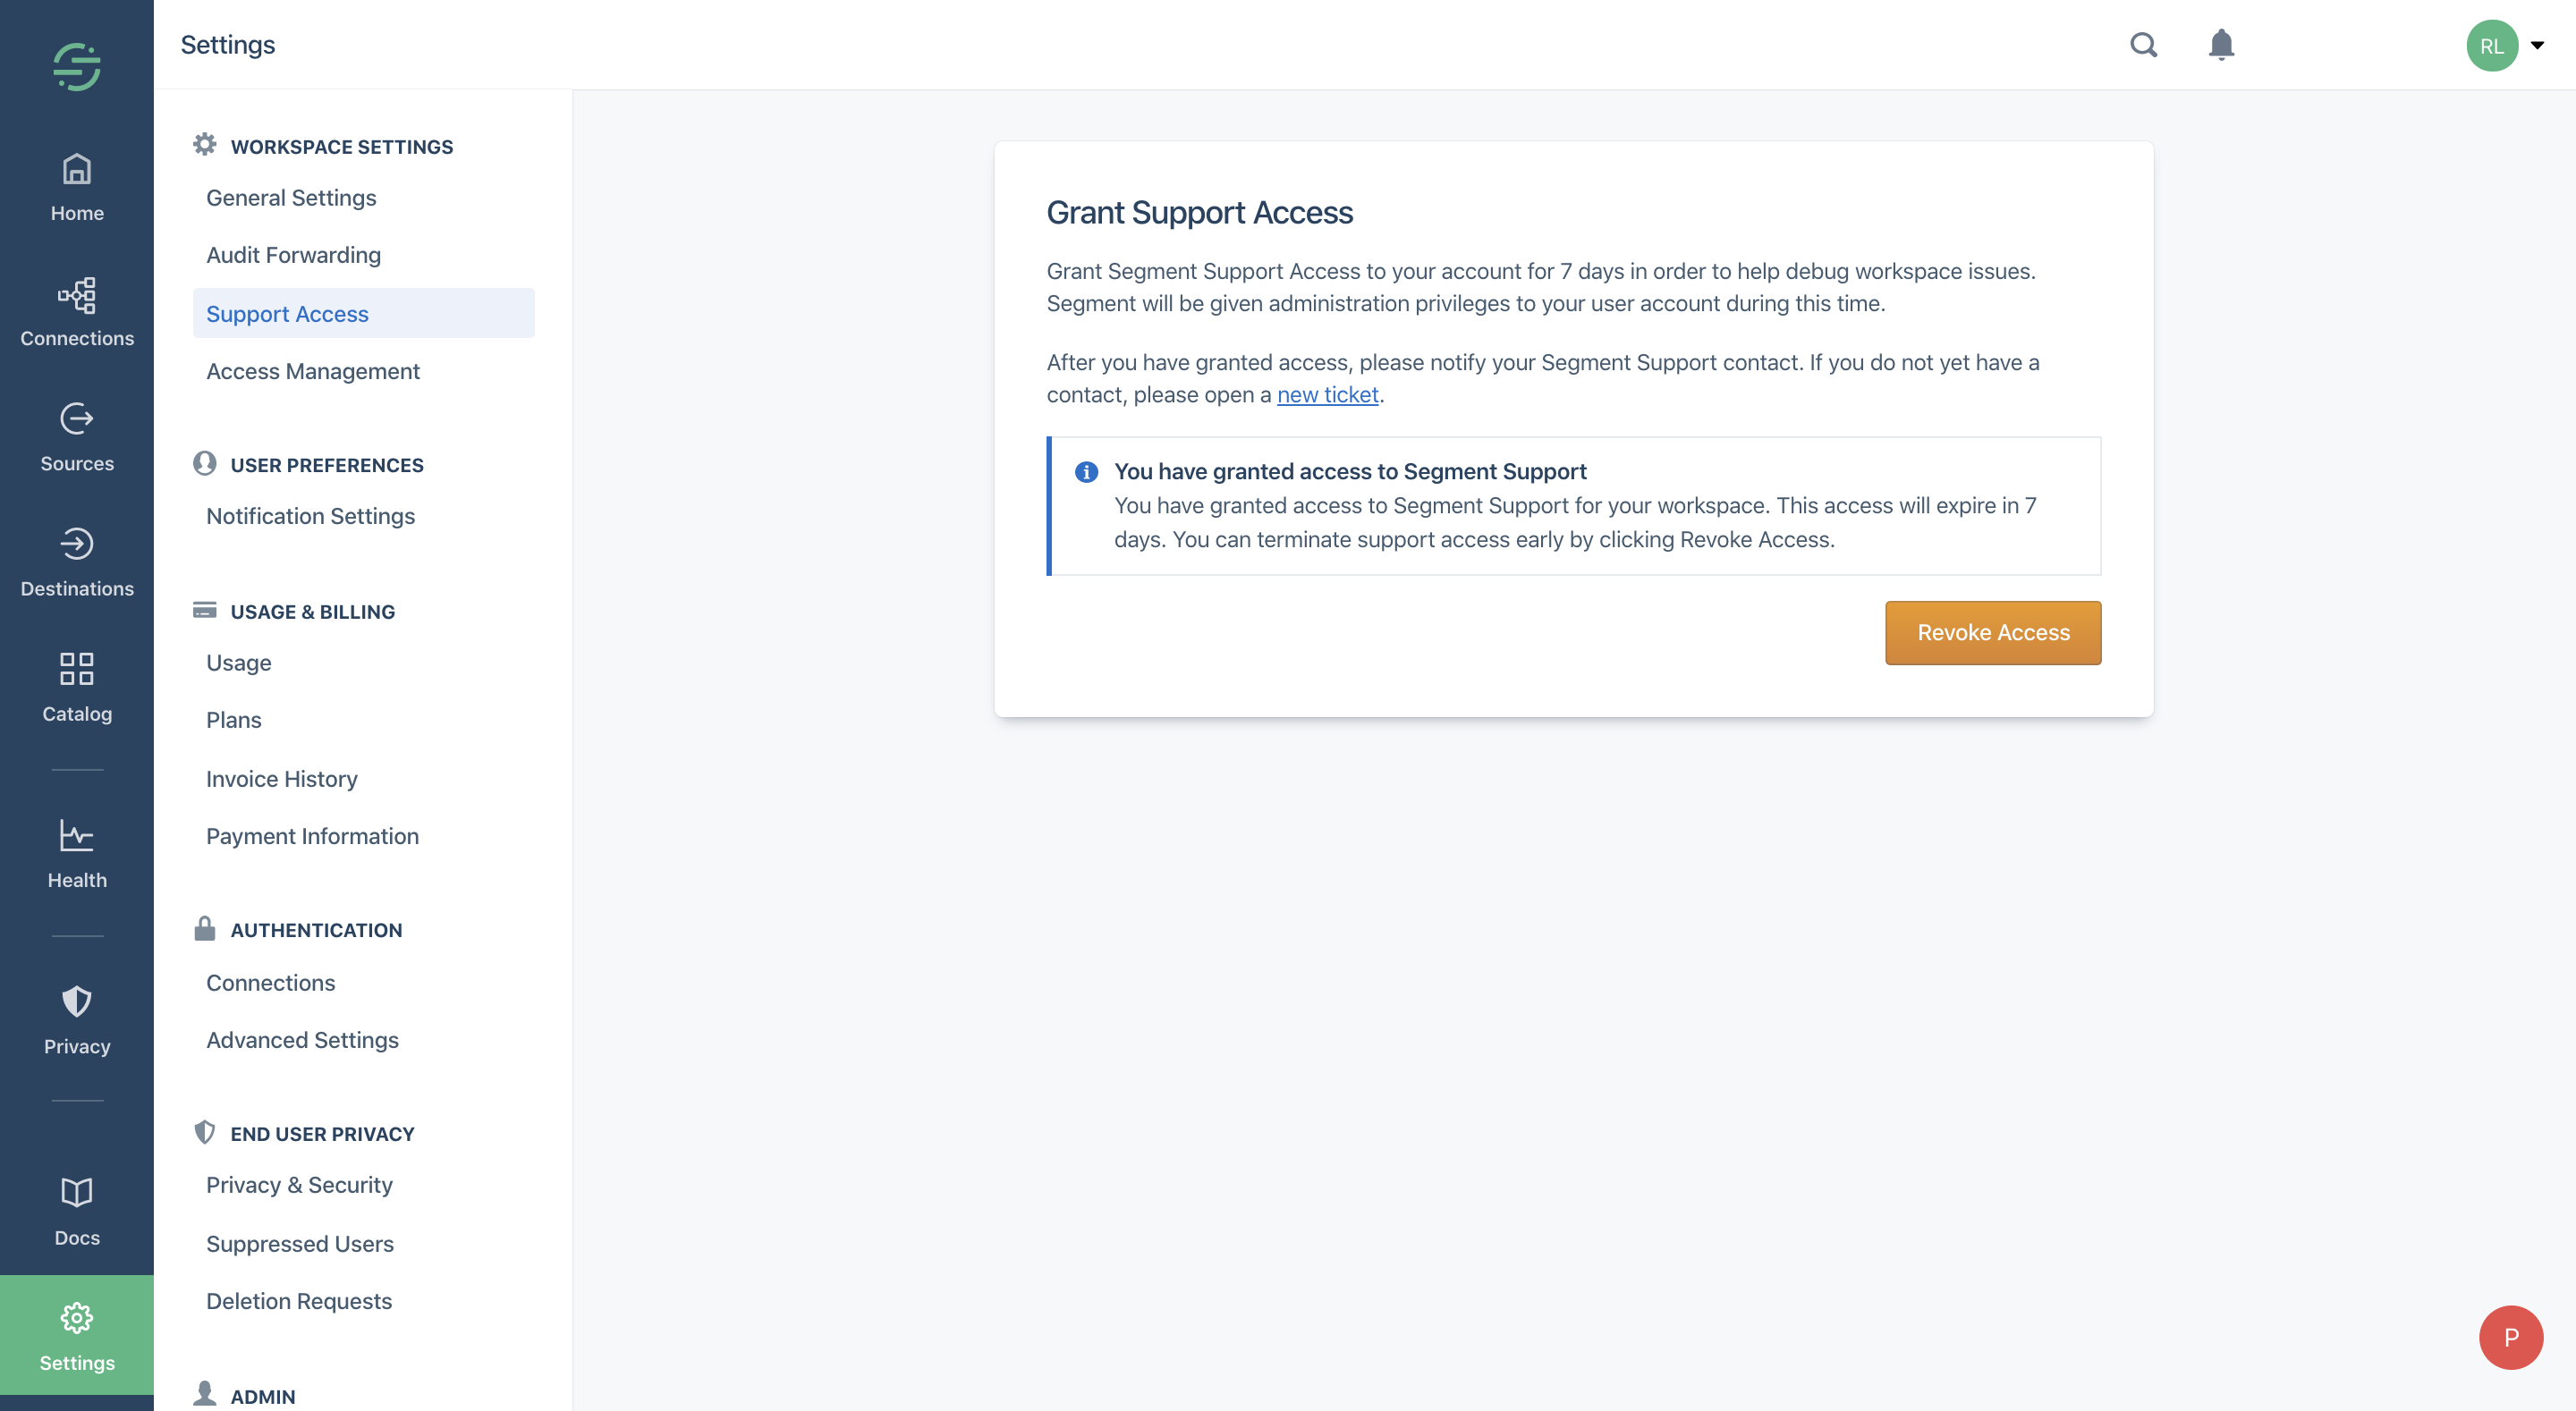 Settings
RL
Home
Connections
Sources
Destinations
Catalog
Health
Privacy
Docs
Settings
WORKSPACE SETTINGS
General Settings
Audit Forwarding
Support Access
Access Management
USER PREFERENCES
Notification Settings
USAGE & BILLING
Usage
Plans
Invoice History
Payment Information
AUTHENTICATION
Connections
Advanced Settings
END USER PRIVACY
Privacy & Security
Suppressed Users
Deletion Requests
ADMIN
Grant Support Access
Grant Segment Support Access to your account for 7 days in order to help debug workspace issues.
Segment will be given administration privileges to your user account during this time.
After you have granted access, please notify your Segment Support contact. If you do not yet have a
contact, please open a new ticket.
You have granted access to Segment Support
You have granted access to Segment Support for your workspace. This access will expire in 7
days. You can terminate support access early by clicking Revoke Access.
Revoke Access
P